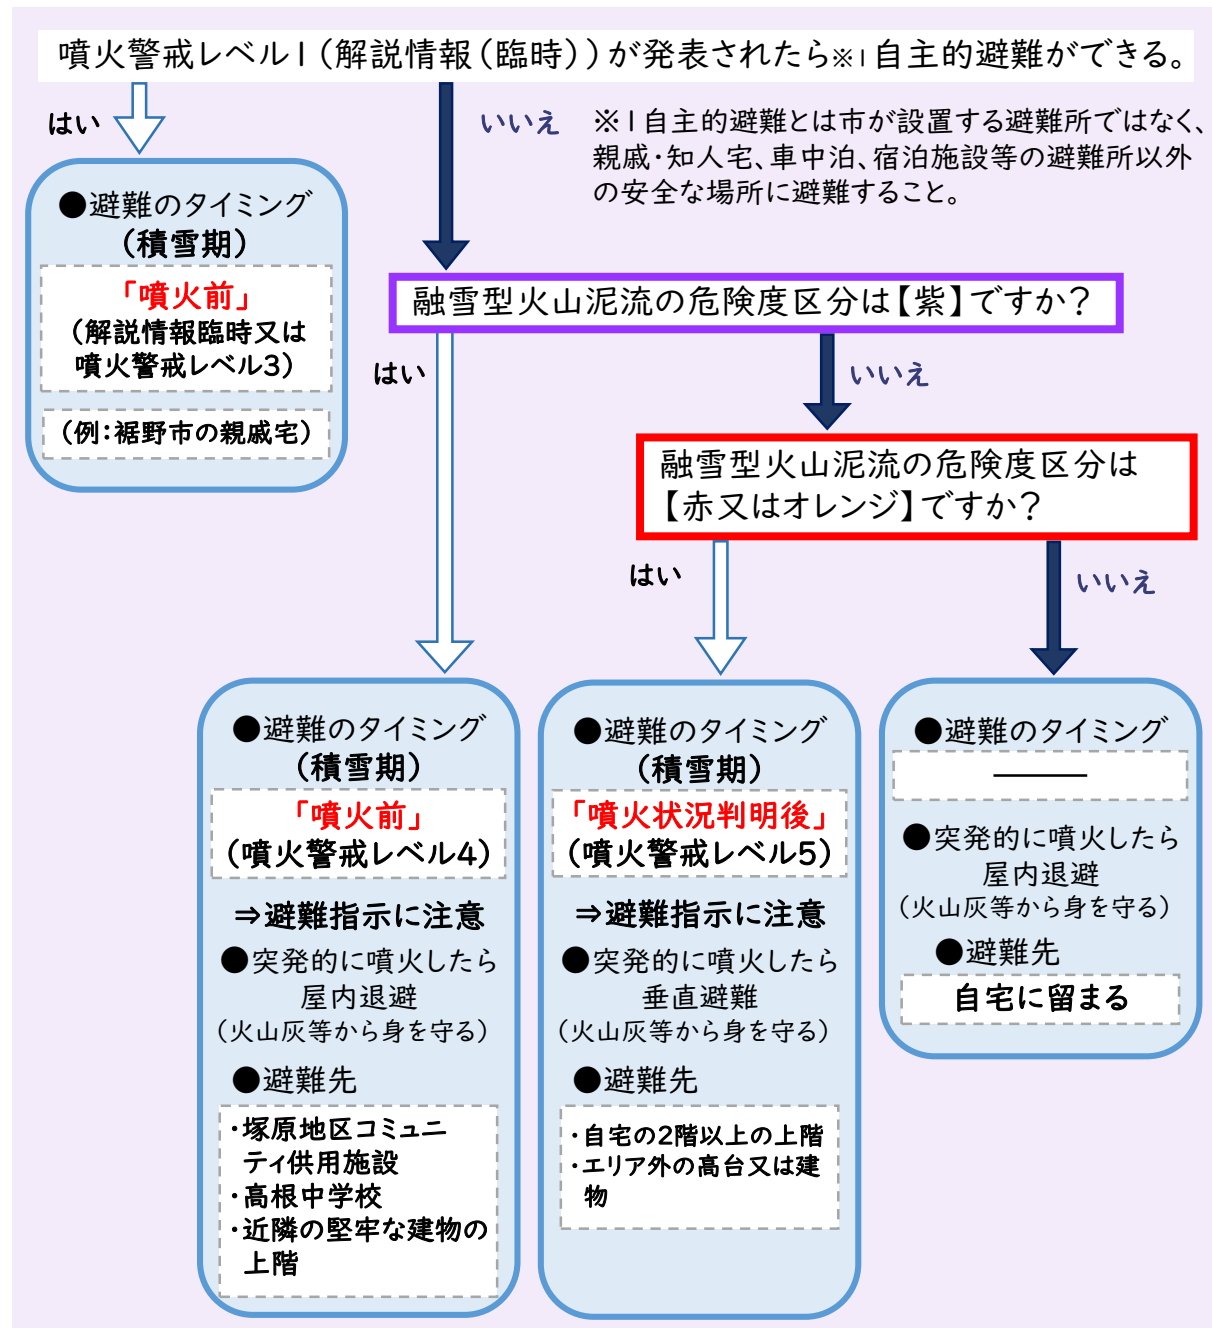 噴火警戒レベル1（解説情報（臨時））が発表されたら※1自主的避難ができる。
はい
いいえ
※1自主的避難とは市が設置する避難所ではなく、
親戚・知人宅、車中泊、宿泊施設等の避難所以外
の安全な場所に避難すること。
●避難のタイミング
（積雪期）
「噴火前」
（解説情報臨時又は
噴火警戒レベル3）
（例：裾野市の親戚宅）
融雪型火山泥流の危険度区分は【紫】ですか？
はい
いいえ
融雪型火山泥流の危険度区分は
【赤又はオレンジ】ですか？
はい
いいえ
●避難のタイミング
（積雪期）
「噴火前」
（噴火警戒レベル4）
⇒避難指示に注意
●突発的に噴火したら
屋内退避
（火山灰等から身を守る）
●避難先
・塚原地区コミュニ
ティ供用施設
・高根中学校
・近隣の堅牢な建物の
上階
●避難のタイミング
（積雪期）
「噴火状況判明後」
（噴火警戒レベル5）
⇒避難指示に注意
●突発的に噴火したら
垂直避難
（火山灰等から身を守る）
●避難先
・自宅の2階以上の上階
・エリア外の高台又は建
物
●避難のタイミング
―――
●突発的に噴火したら
屋内退避
（火山灰等から身を守る）
●避難先
自宅に留まる